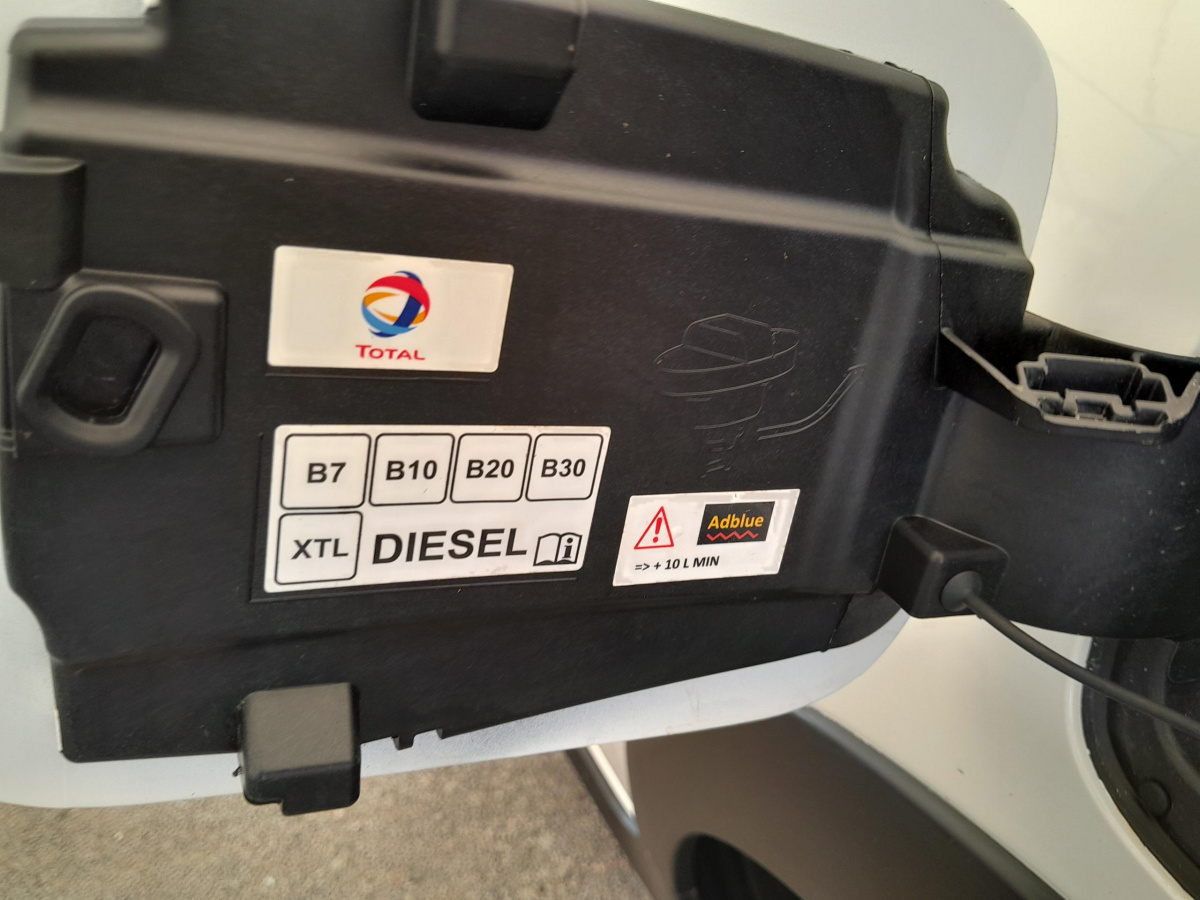 TOTAL
B7 B10 B20 B30
XTL DIESEL
Adblue
=> + 10 L MIN